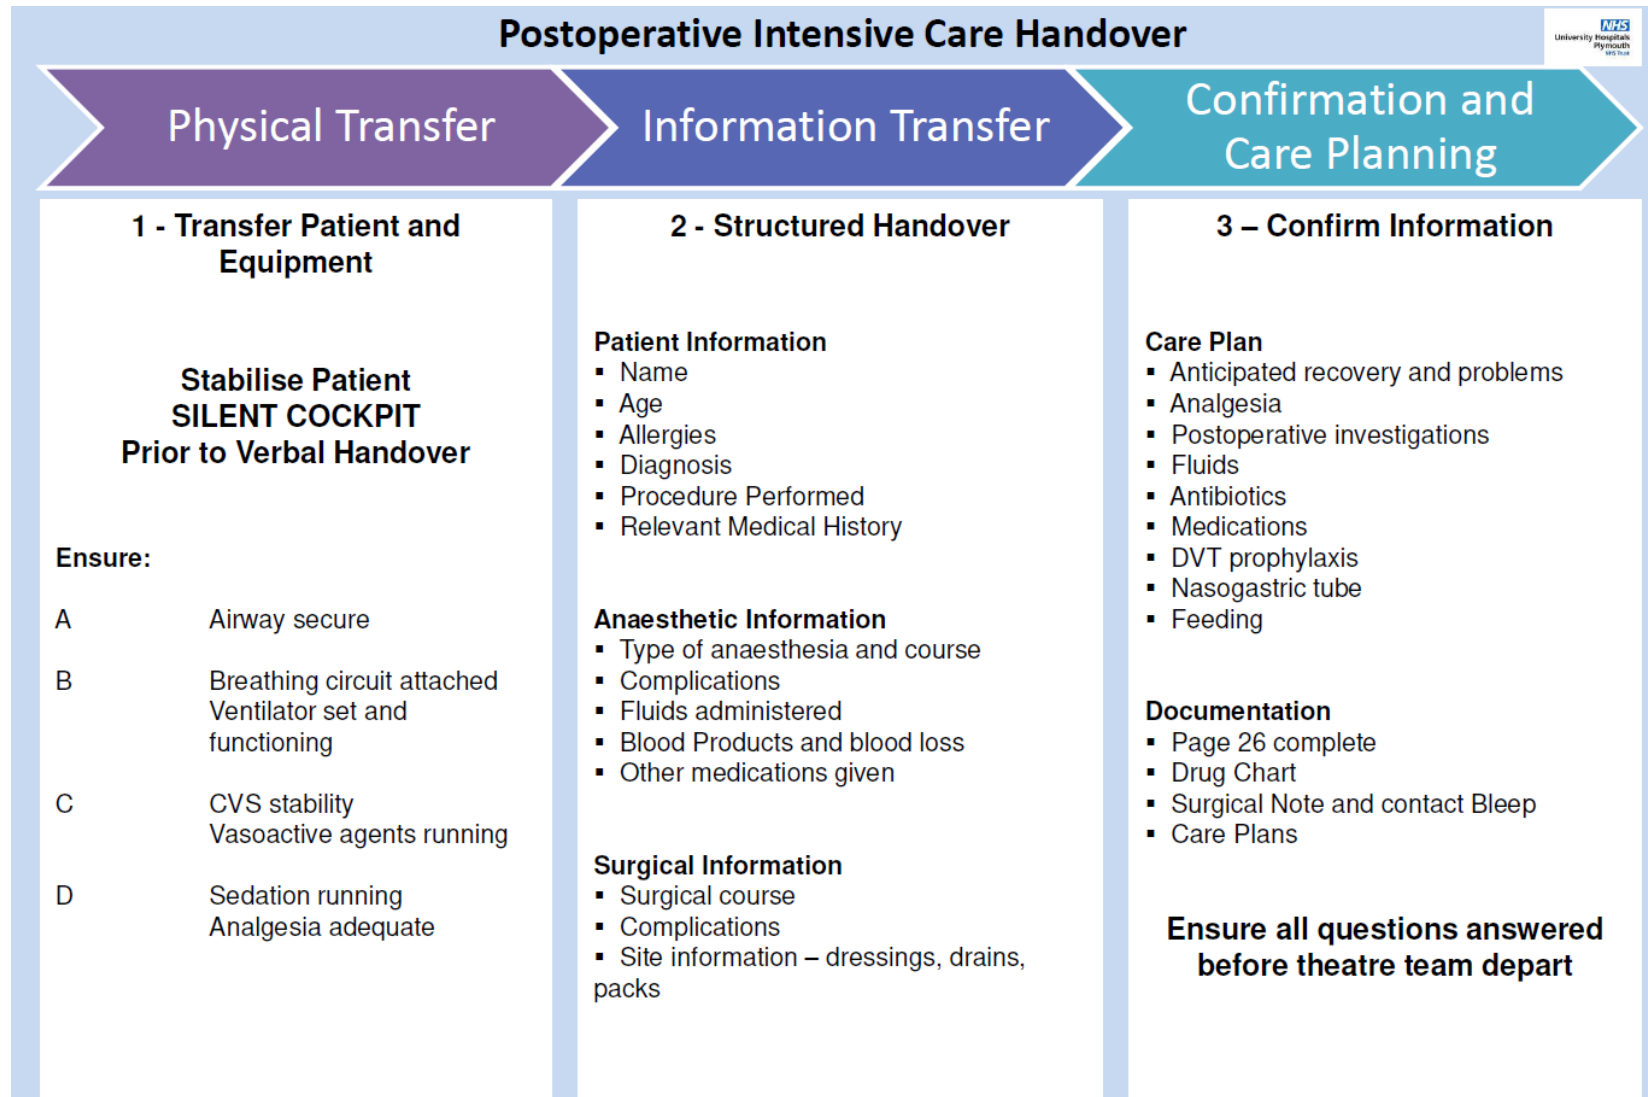 Postoperative Intensive Care Handover
NHS
University Hospitals
Plymouth
NHS Trust
Physical Transfer
Information Transfer
Confirmation and
Care Planning
1 - Transfer Patient and
Equipment
Stabilise Patient
SILENT COCKPIT
Prior to Verbal Handover
Ensure:
A Airway secure
B Breathing circuit attached
Ventilator set and
functioning
C CVS stability
Vasoactive agents running
D Sedation running
Analgesia adequate
2 - Structured Handover
Patient Information
▪ Name
▪ Age
▪ Allergies
▪ Diagnosis
▪ Procedure Performed
▪ Relevant Medical History
Anaesthetic Information
▪ Type of anaesthesia and course
▪ Complications
▪ Fluids administered
▪ Blood Products and blood loss
▪ Other medications given
Surgical Information
▪ Surgical course
▪ Complications
▪ Site information – dressings, drains,
packs
3 – Confirm Information
Care Plan
▪ Anticipated recovery and problems
▪ Analgesia
▪ Postoperative investigations
▪ Fluids
▪ Antibiotics
▪ Medications
▪ DVT prophylaxis
▪ Nasogastric tube
▪ Feeding
Documentation
▪ Page 26 complete
▪ Drug Chart
▪ Surgical Note and contact Bleep
▪ Care Plans
Ensure all questions answered
before theatre team depart